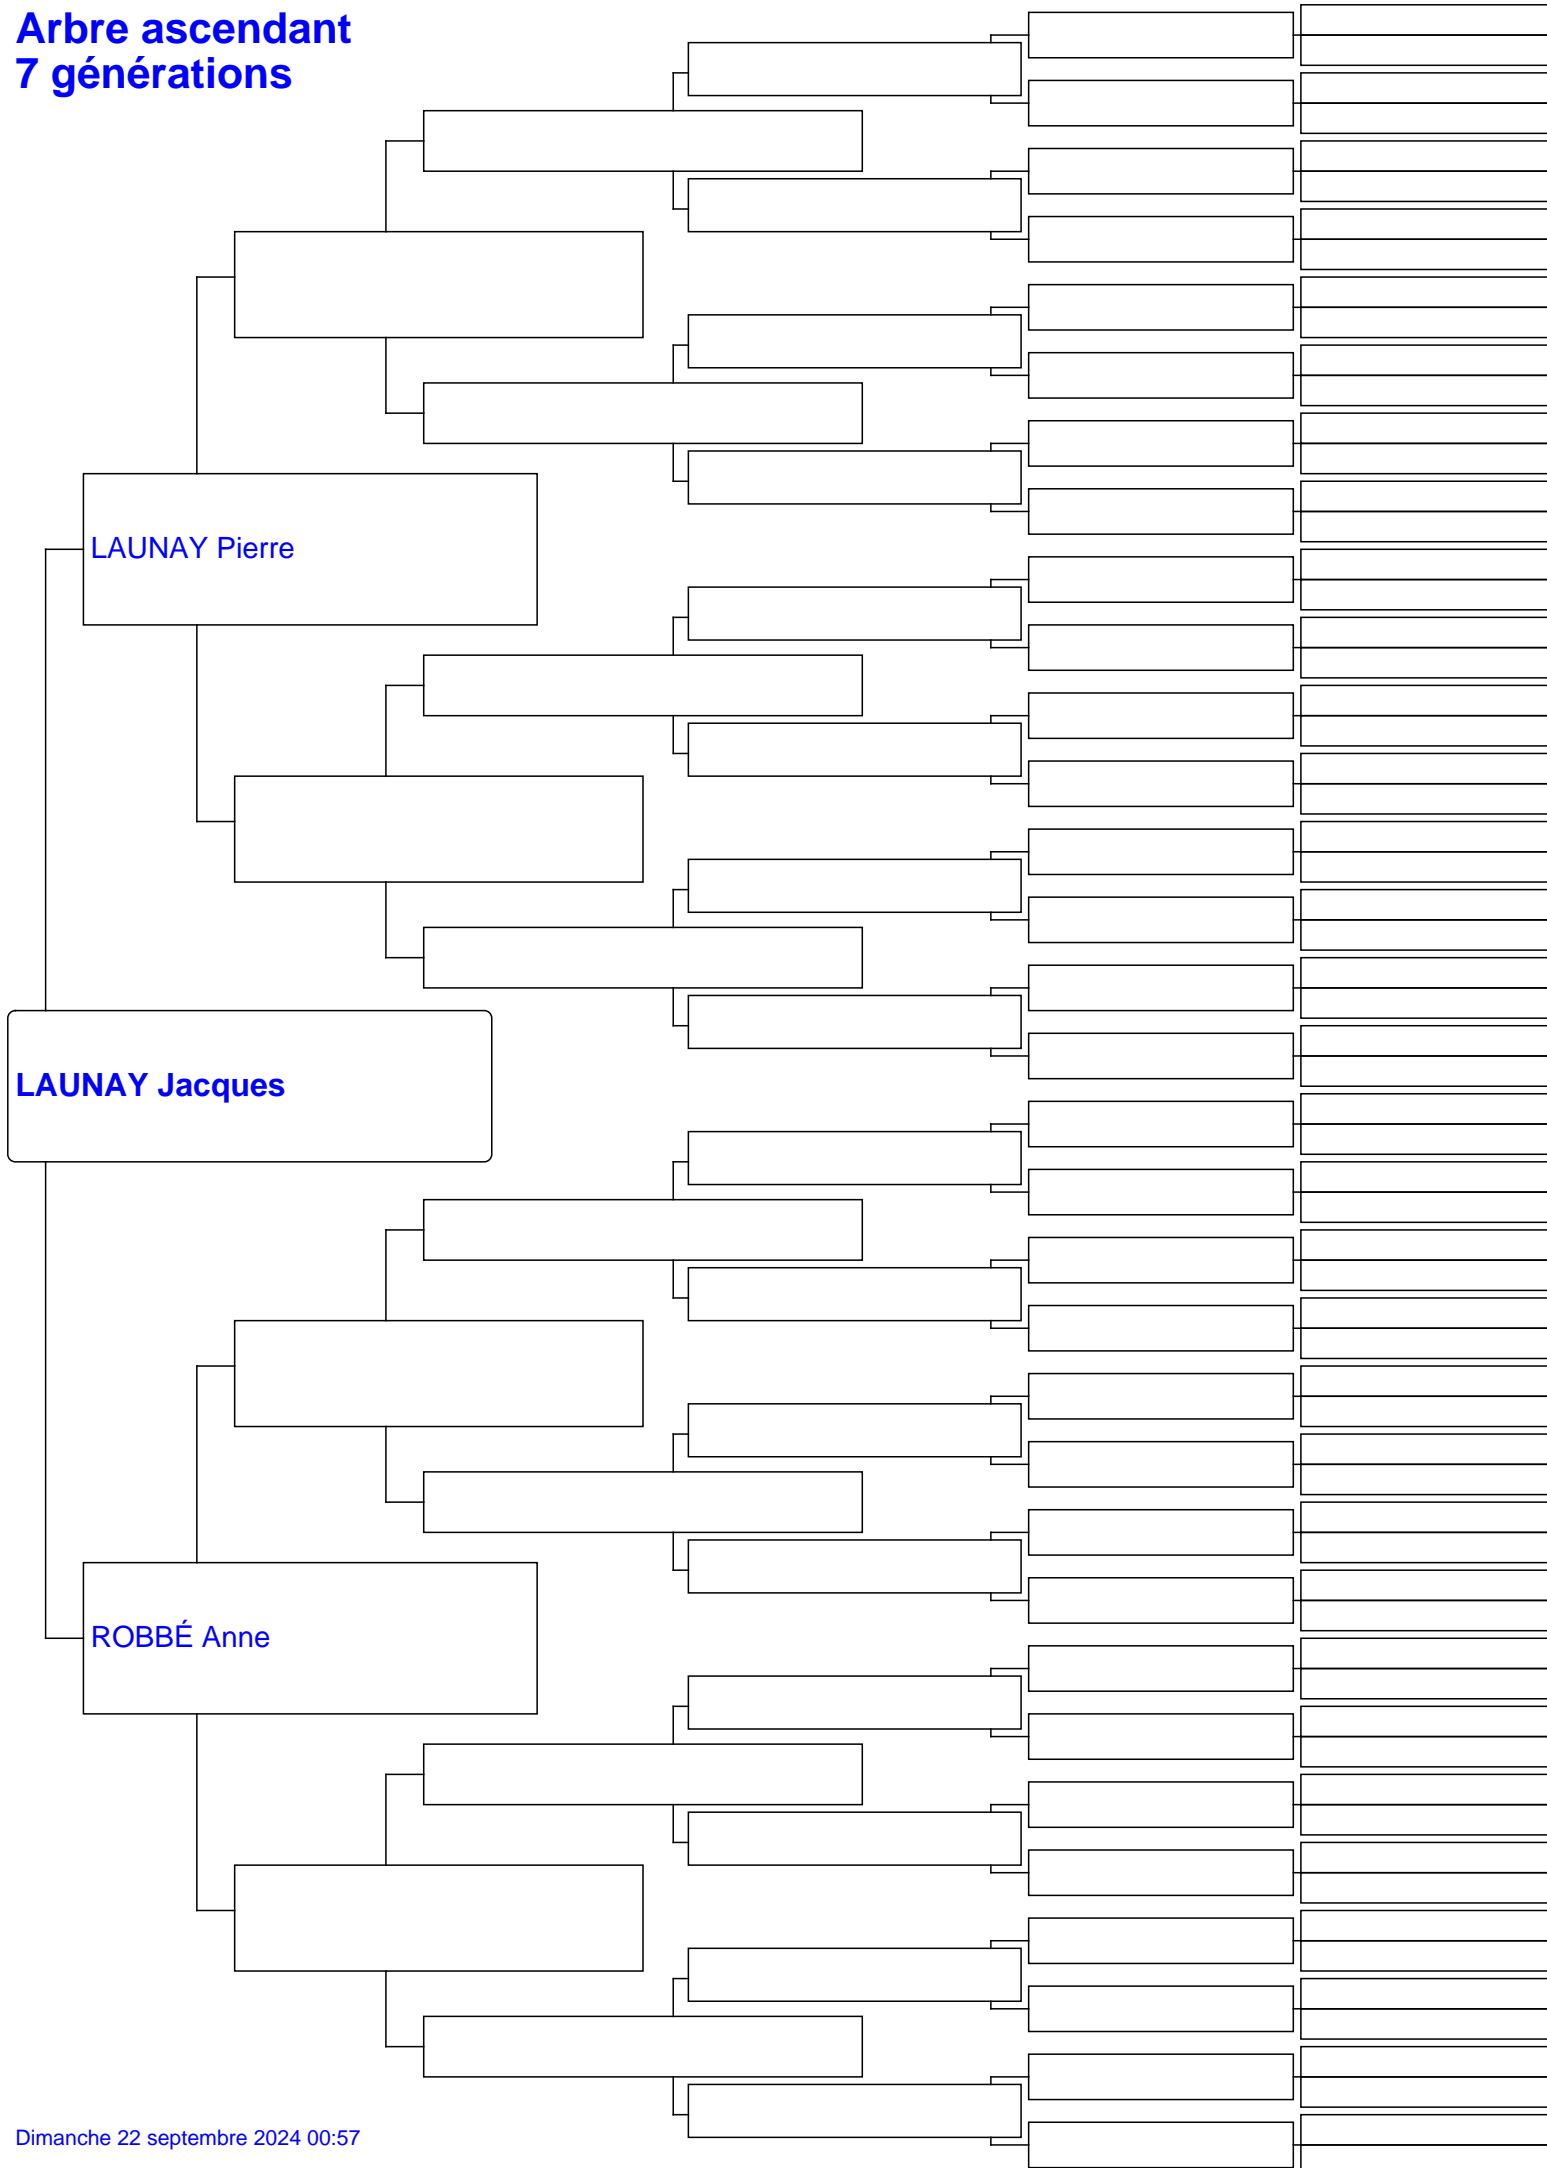 Arbre ascendant
7 générations
LAUNAY Pierre
LAUNAY Jacques
ROBBÉ Anne
Dimanche 22 septembre 2024 00:57